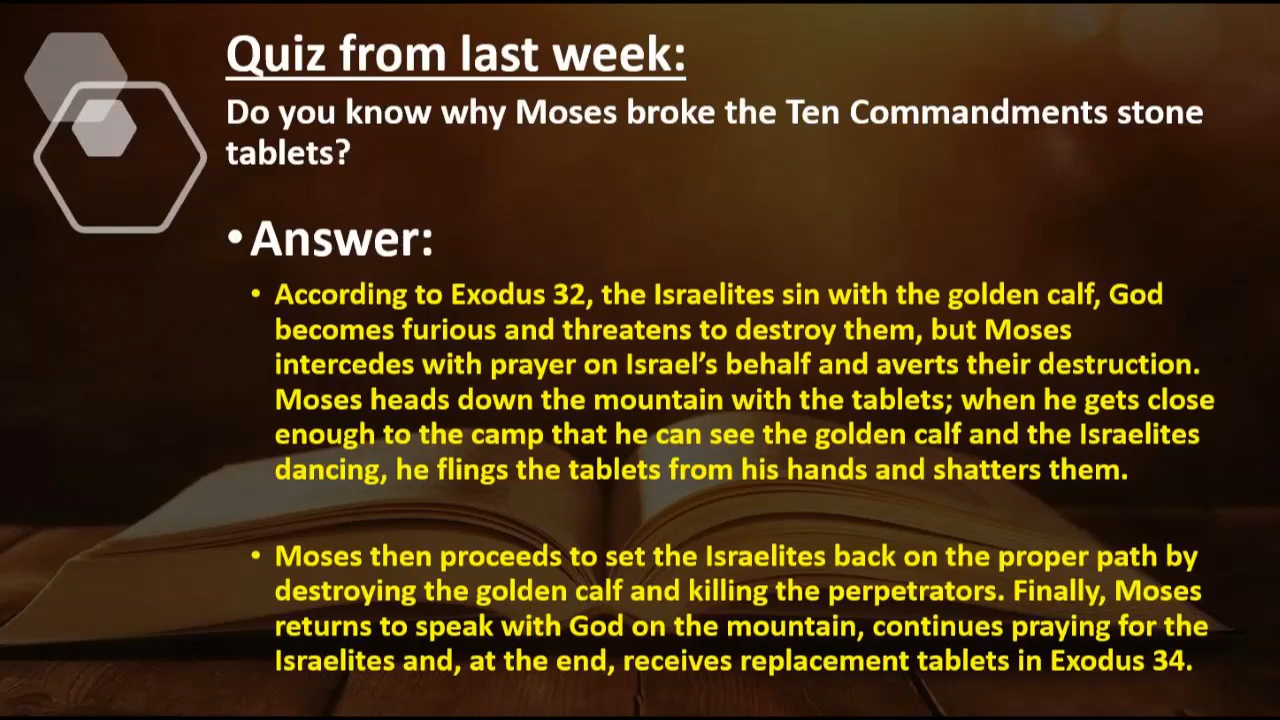 Quiz from last week:
Do you know why Moses broke the Ten Commandments stone
tablets?
• Answer:
• According to Exodus 32, the Israelites sin with the golden calf, God
becomes furious and threatens to destroy them, but Moses
intercedes with prayer on Israel’s behalf and averts their destruction.
Moses heads down the mountain with the tablets; when he gets close
enough to the camp that he can see the golden calf and the Israelites
dancing, he flings the tablets from his hands and shatters them.
• Moses then proceeds to set the Israelites back on the proper path by
destroying the golden calf and killing the perpetrators. Finally, Moses
returns to speak with God on the mountain, continues praying for the
Israelites and, at the end, receives replacement tablets in Exodus 34.